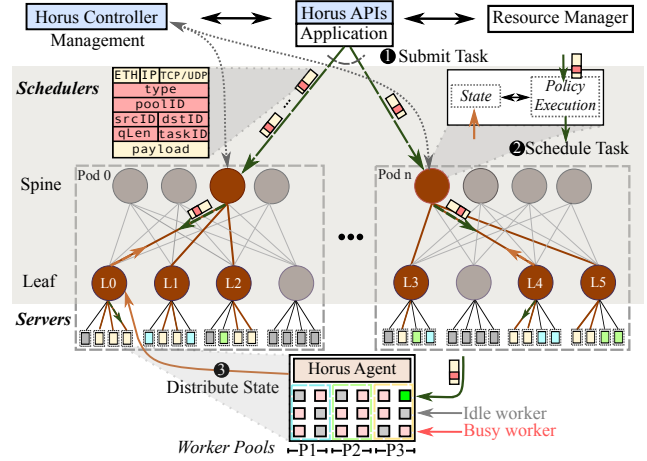 Horus Controller
Horus APIs
Application
Resource Manager
Management
❶ Submit Task
Schedulers
ETH IP TCP/UDP
type
poolID
srcID dstID
qLen taskID
payload
State
Policy
Execution
❷ Schedule Task
Spine
Pod 0
Pod n
...
•••
Leaf
L0
L1
L2
L3
L4
L5
Servers
❸
Distribute State
Horus Agent
Idle worker
Busy worker
Worker Pools
P1
P2
P3